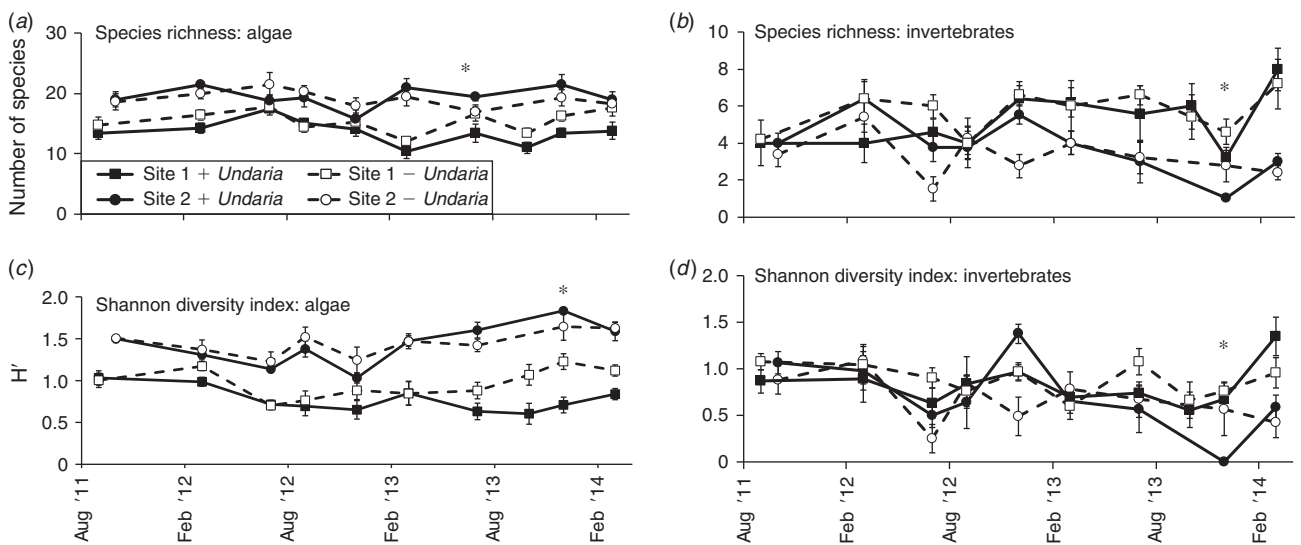 (a)
Species richness: algae
Number of species
30
20
10
0
*
Site 1 + Undaria
Site 1 − Undaria
Site 2 + Undaria
Site 2 − Undaria
(b)
Species richness: invertebrates
10
8
6
4
2
0
*
(c)
Shannon diversity index: algae
H′
2.0
1.5
1.0
0.5
0
*
Aug ’11
Feb ’12
Aug ’12
Feb ’13
Aug ’13
Feb ’14
(d)
Shannon diversity index: invertebrates
2.0
1.5
1.0
0.5
0
*
Aug ’11
Feb ’12
Aug ’12
Feb ’13
Aug ’13
Feb ’14